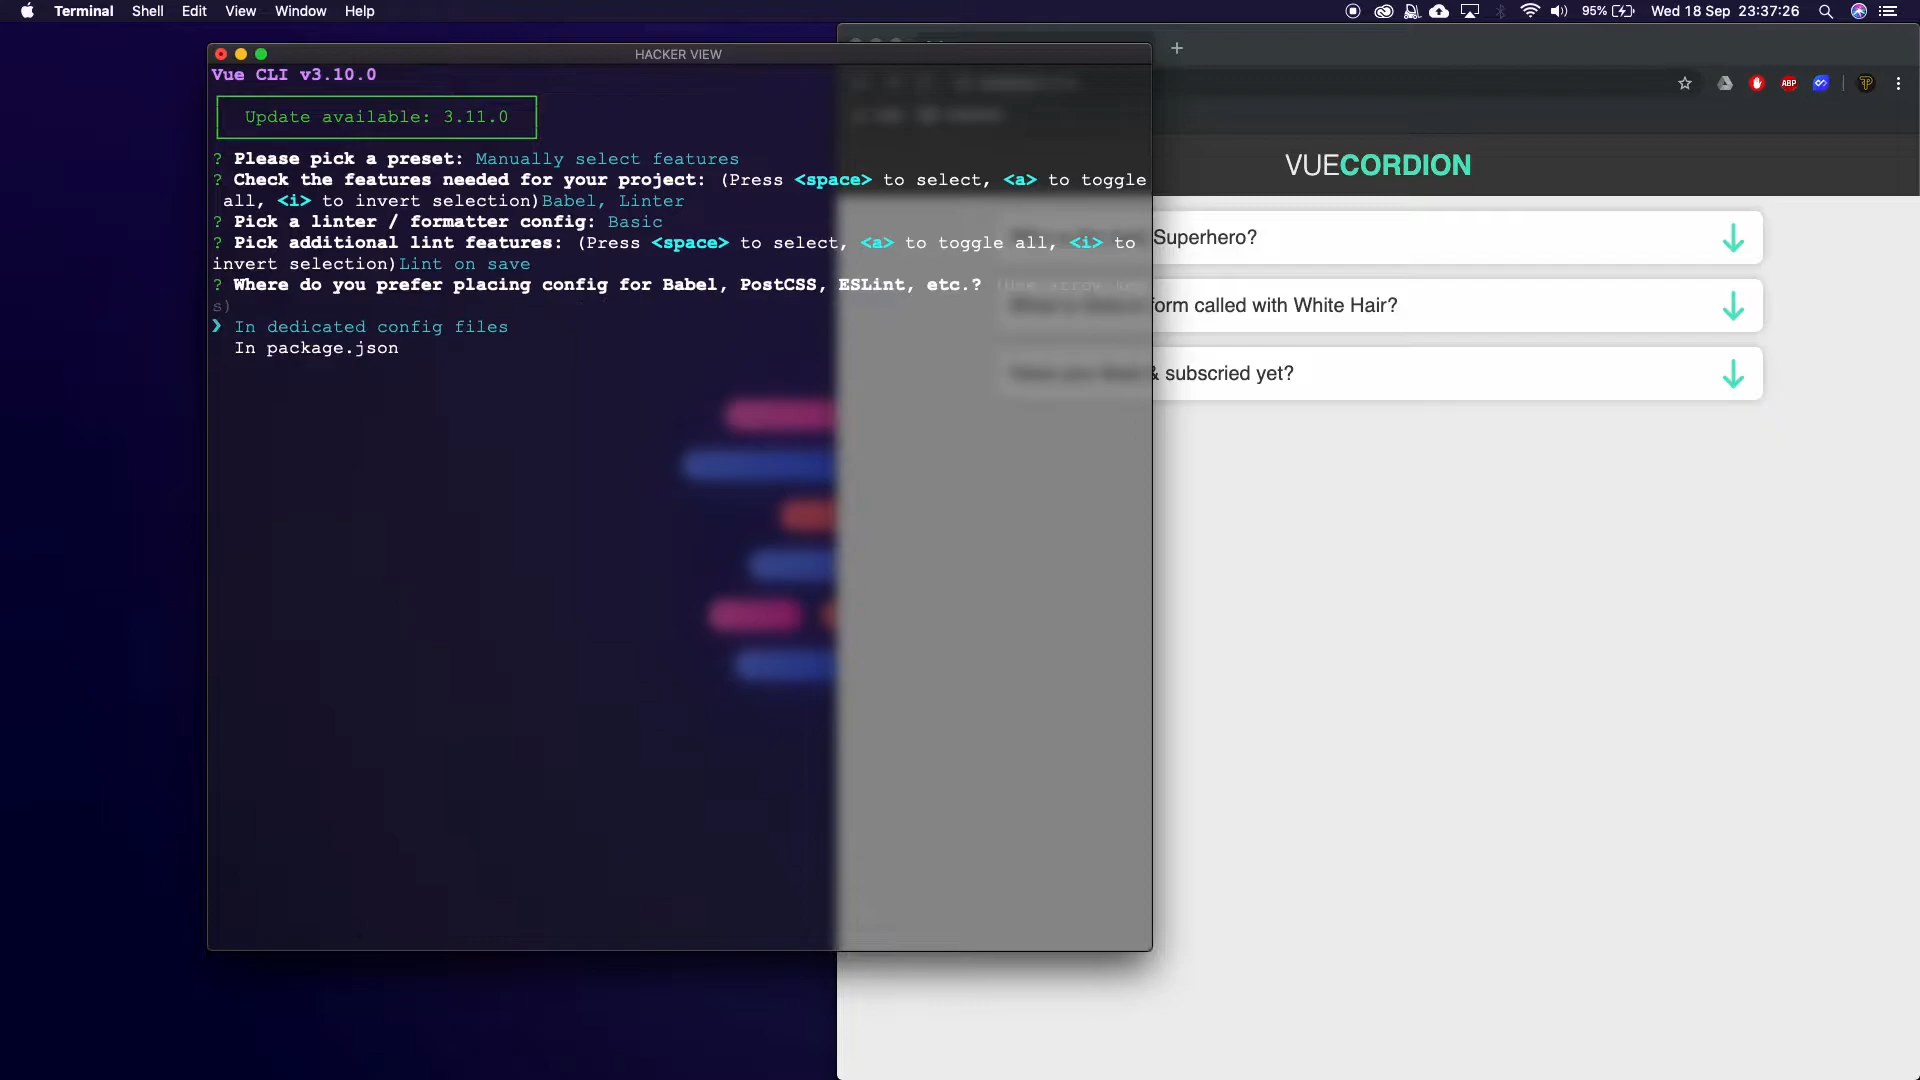 Terminal Shell Edit View Window Help 95% Wed 18 Sep 23:37:26
HACKER VIEW
Vue CLI v3.10.0
Update available: 3.11.0
? Please pick a preset: Manually select features
? Check the features needed for your project: (Press <space> to select, <a> to toggle
all, <i> to invert selection)Babel, Linter
? Pick a linter / formatter config: Basic
? Pick additional lint features: (Press <space> to select, <a> to toggle all, <i> to
invert selection)Lint on save
? Where do you prefer placing config for Babel, PostCSS, ESLint, etc.? (Use arrow key
s)
❯ In dedicated config files
In package.json
ABP
VUECORDION
Superhero?
form called with White Hair?
& subscried yet?